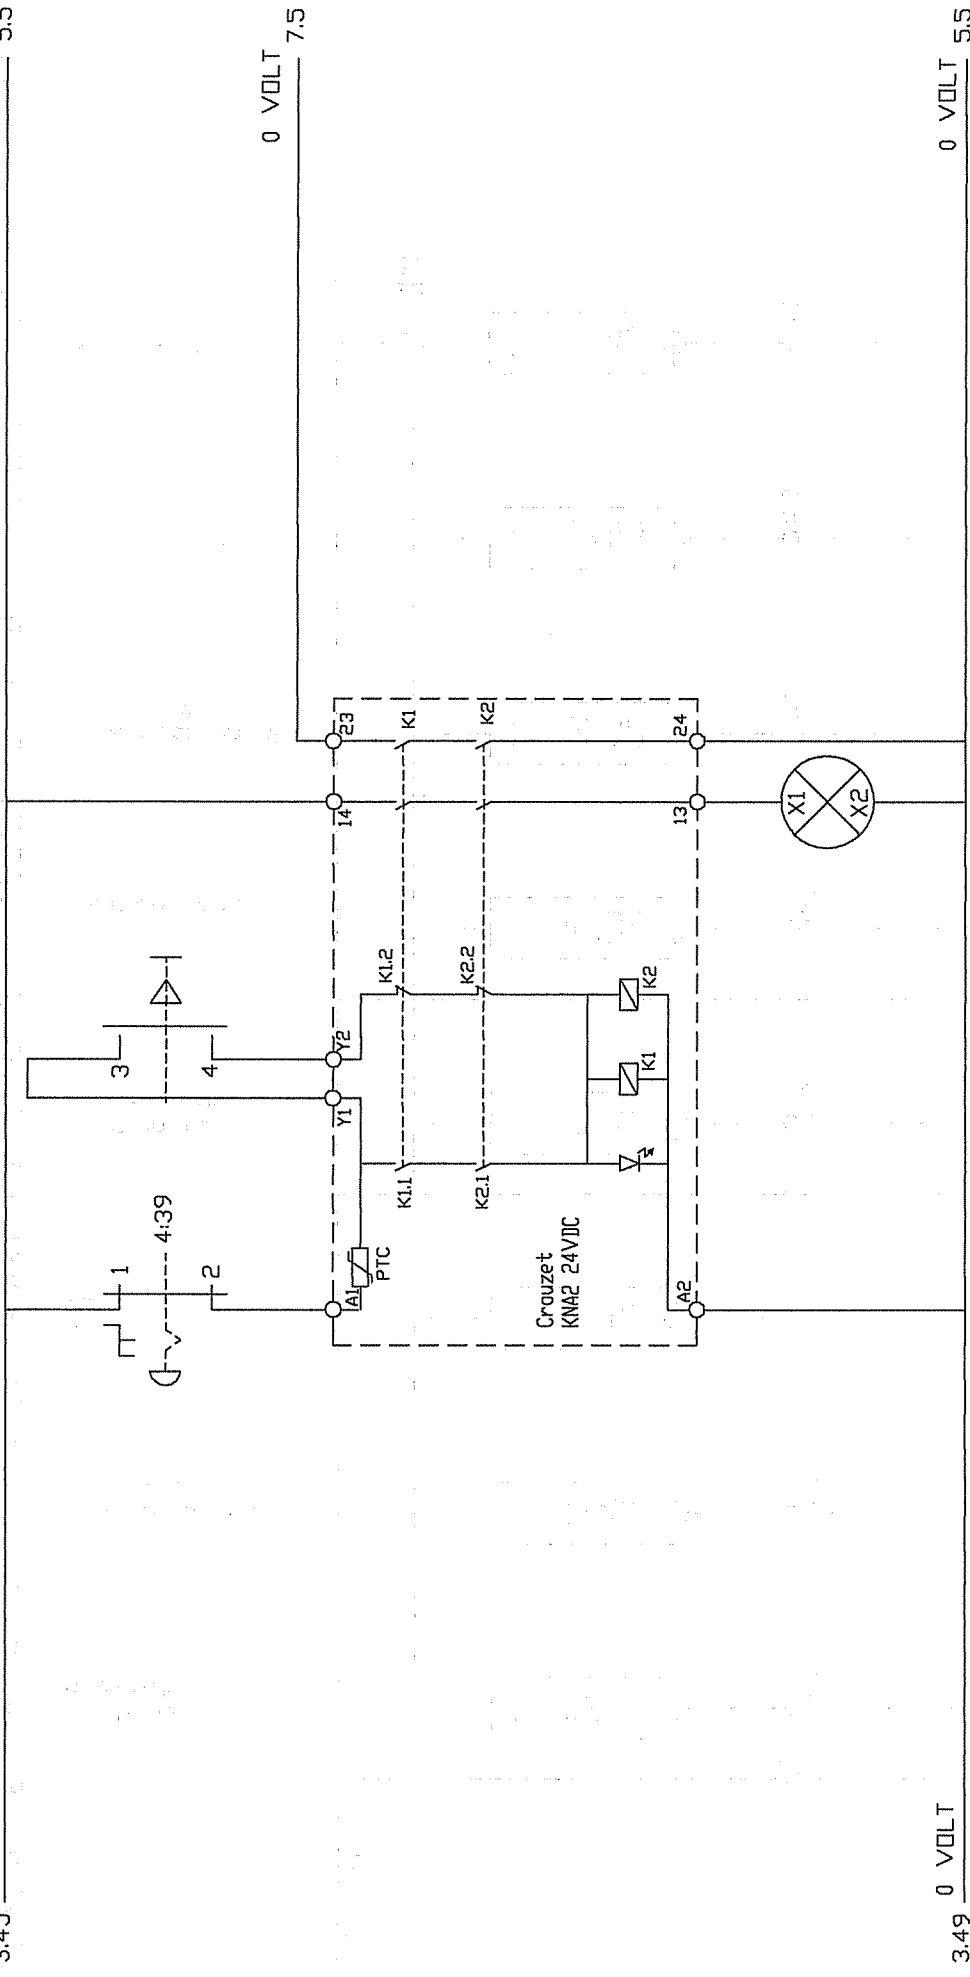 5.5
0 VOLT 7.5
0 VOLT 5.5
23
K1
K2
24
14
13
X1
X2
3
4
Y2
K1.2
K2.2
K2
Y1
K1
K1.1
K2.1
1
4:39
2
A1
PTC
Crouzet
KNA2 24VDC
A2
3.49 0 VOLT